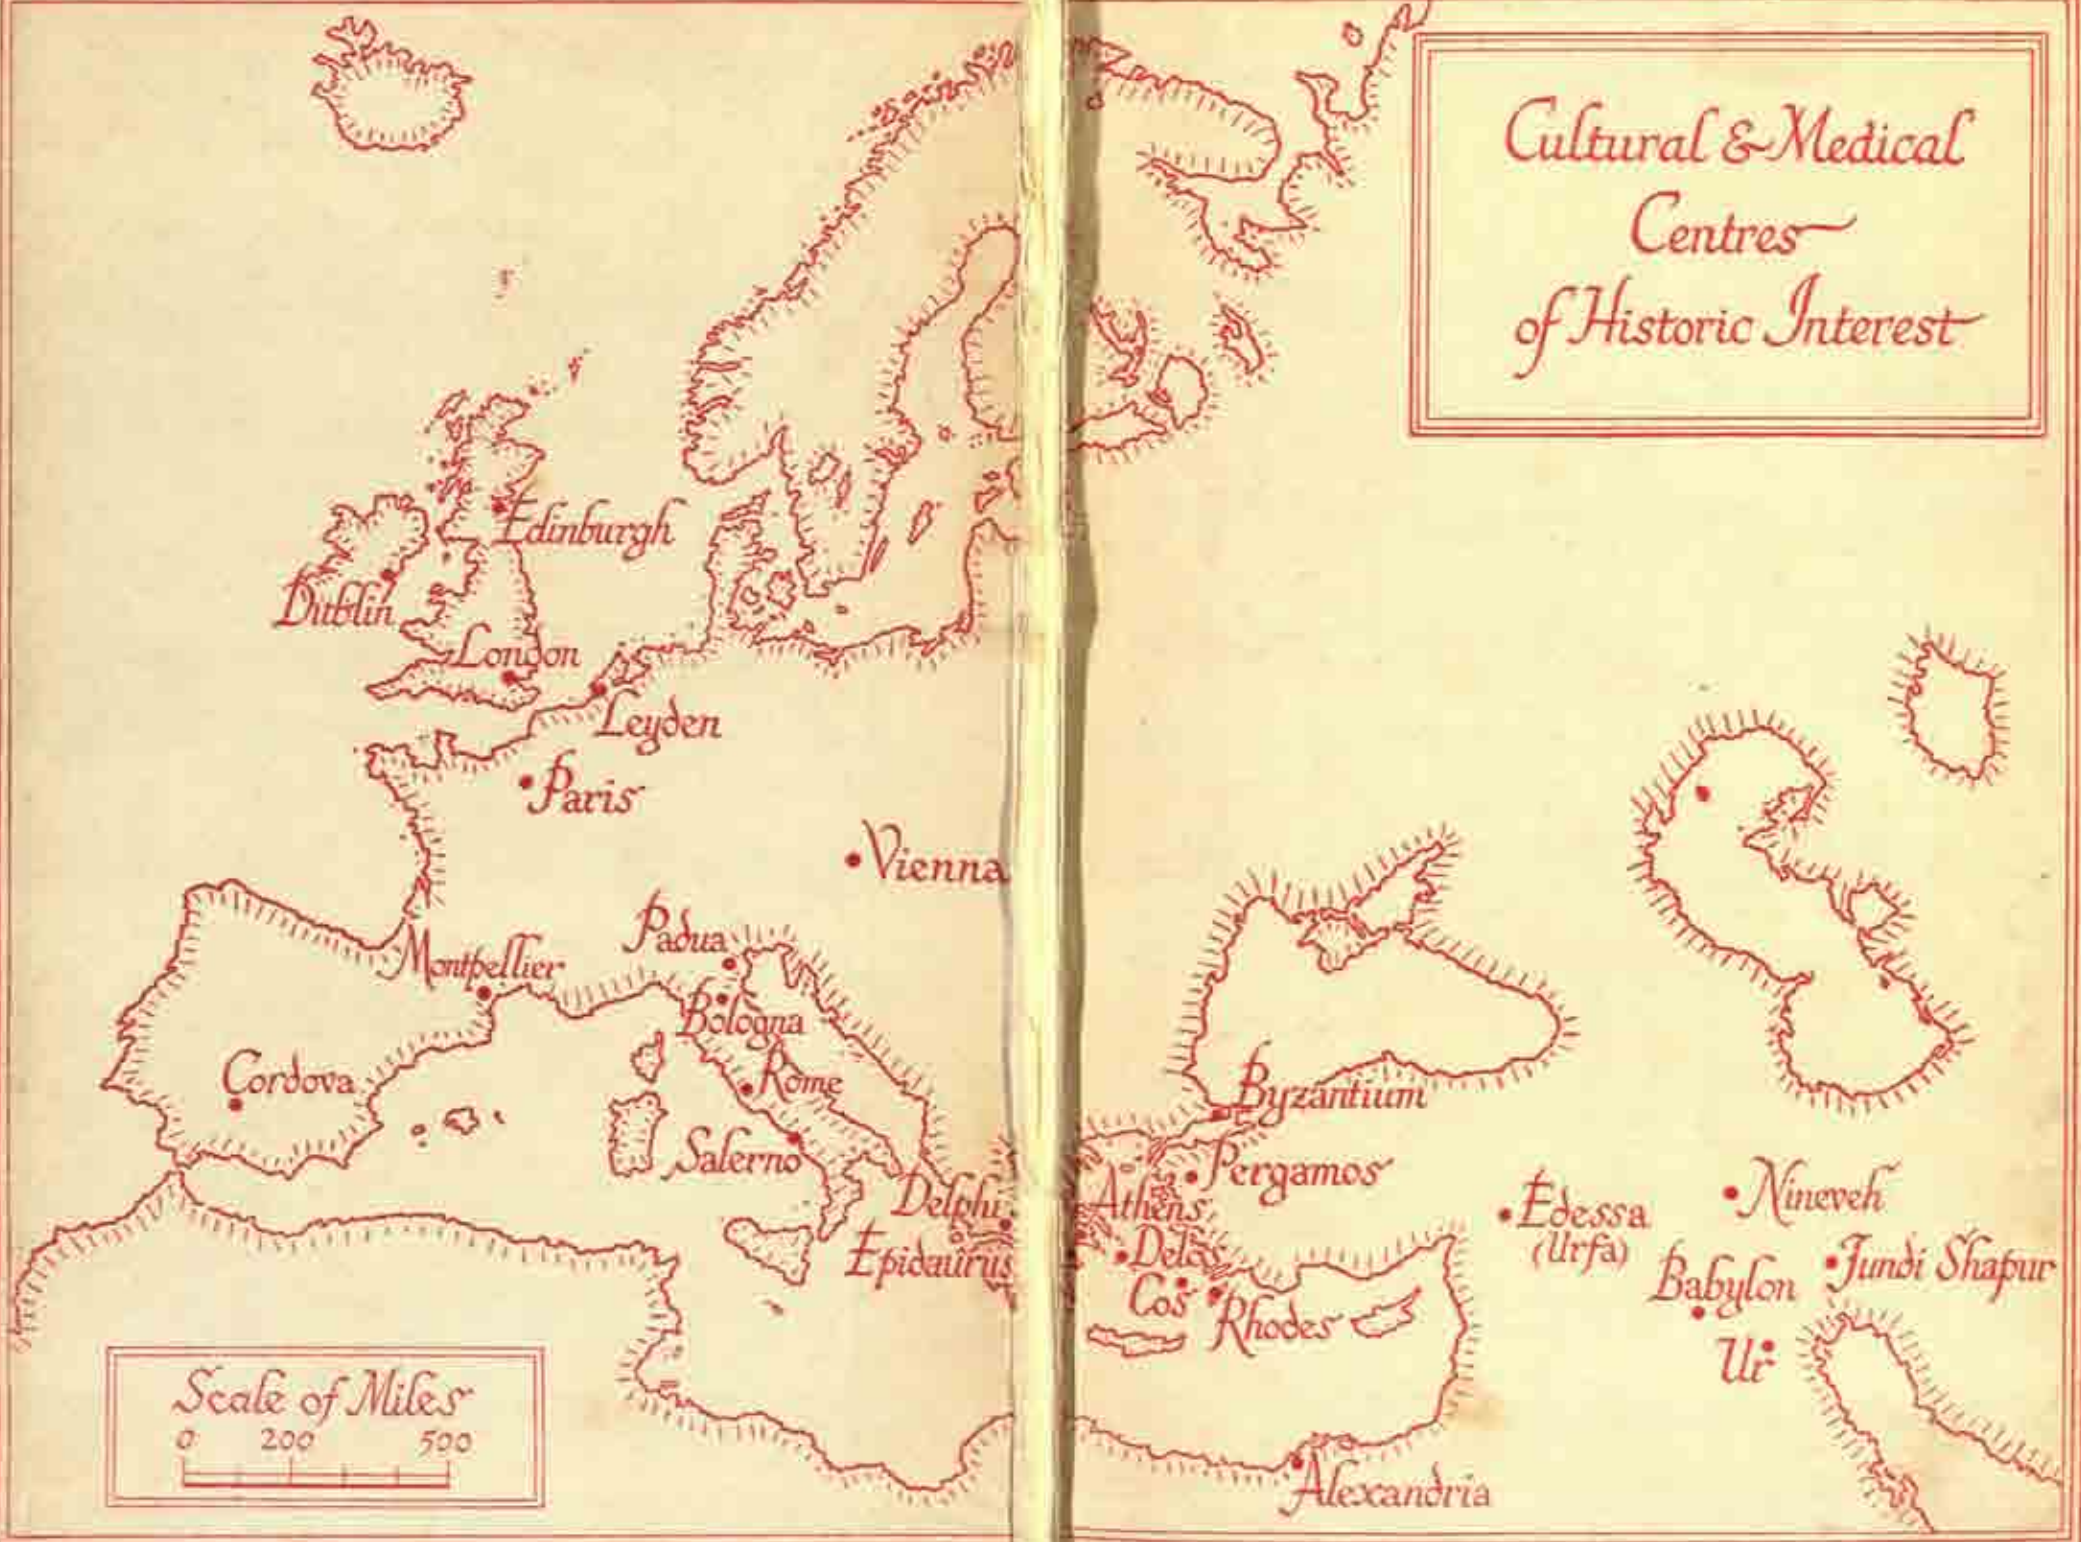 Cultural & Medical
Centres
of Historic Interest
Edinburgh
Dublin
London
Leyden
Paris
Vienna
Padua
Montpellier
Bologna
Cordova
Rome
Salerno
Byzantium
Pergamos
Delphi
Athens
Nineveh
Edessa
(Urfa)
Epidaurus
Delos
Jundi Shapur
Babylon
Cos
Rhodes
Ur
Alexandria
Scale of Miles
0 200 500